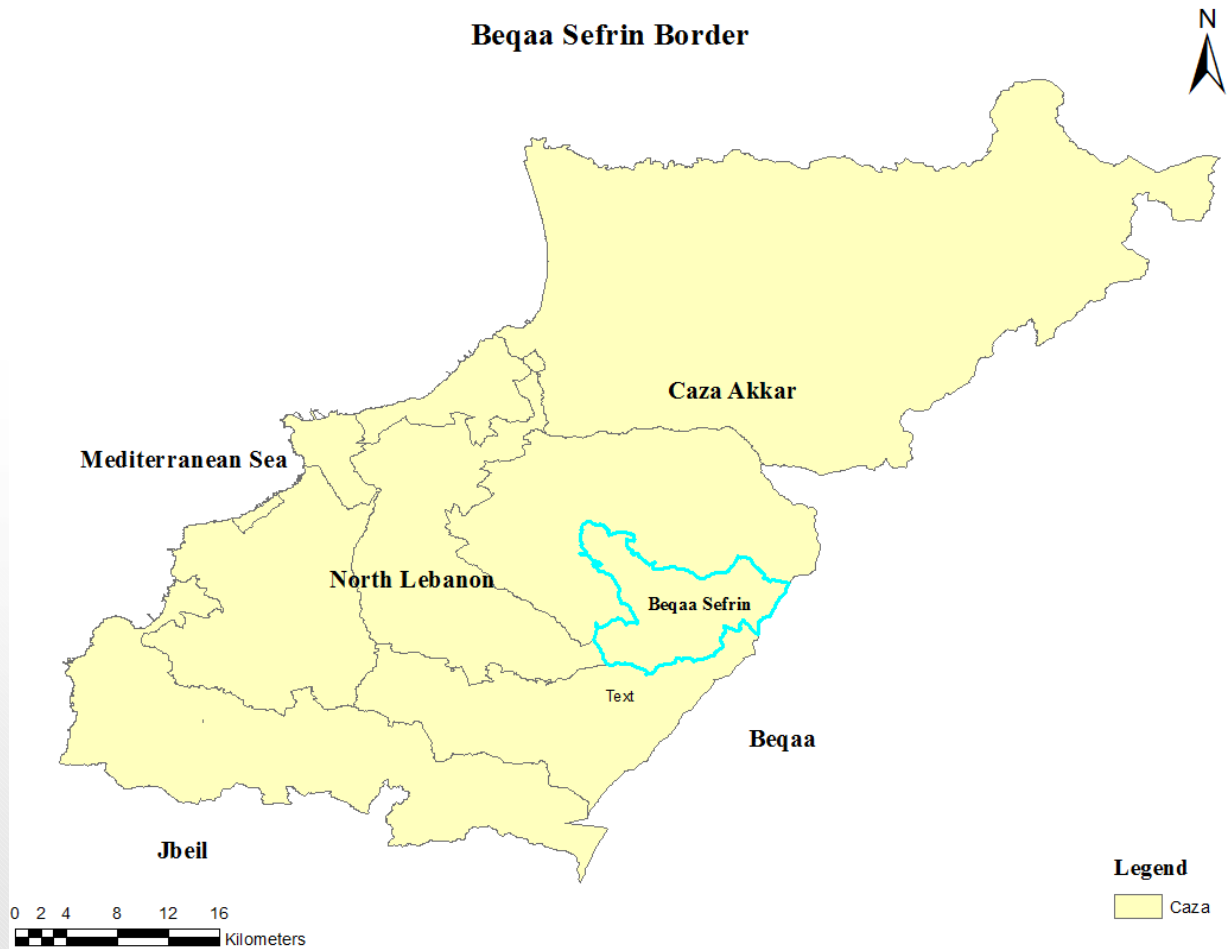 Beqaa Sefrin Border
N
Caza Akkar
Mediterranean Sea
North Lebanon
Beqaa Sefrin
Text
Beqaa
Jbeil
Legend
Caza
0 2 4 8 12 16
Kilometers